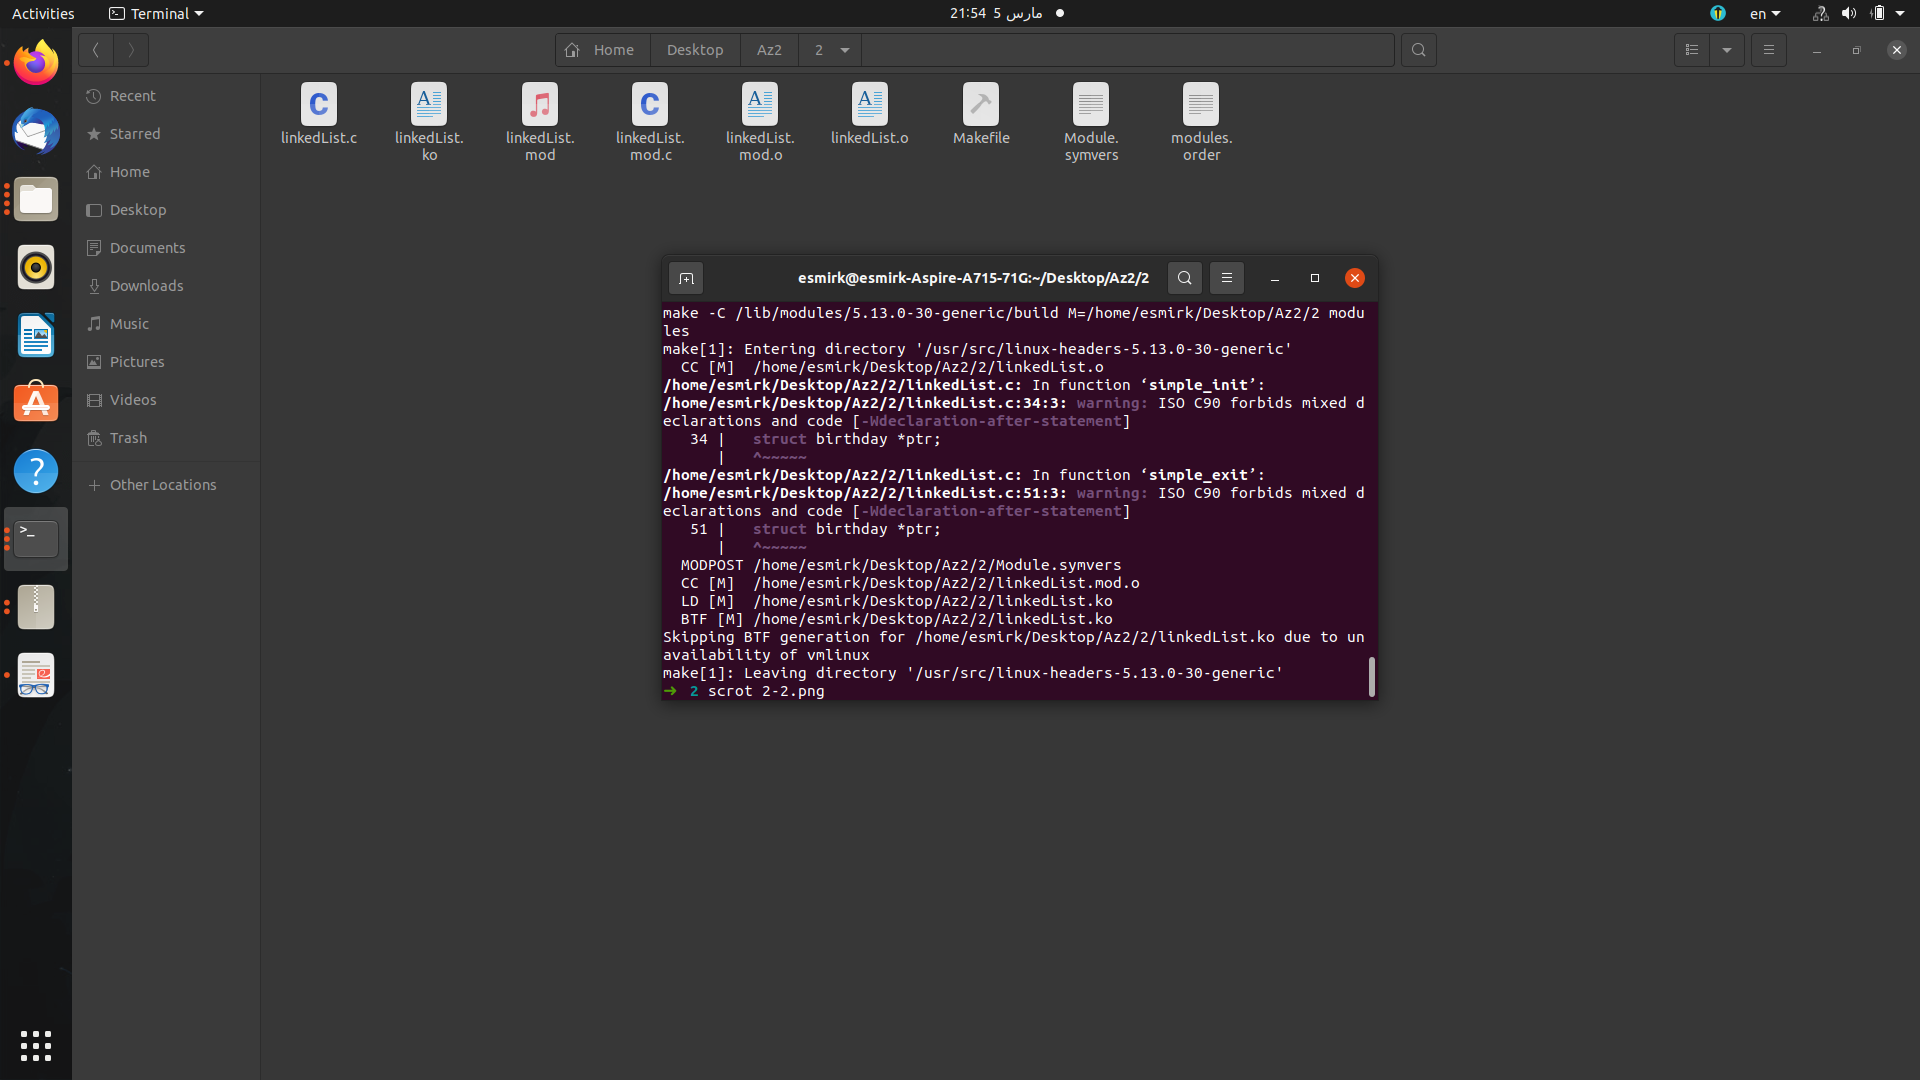 Activities
Terminal
21:54 5 مارس
en
Home
Desktop
Az2
2
Recent
Starred
Home
Desktop
Documents
Downloads
Music
Pictures
Videos
Trash
Other Locations
linkedList.c
linkedList.
ko
linkedList.
mod
linkedList.
mod.c
linkedList.
mod.o
linkedList.o
Makefile
Module.
symvers
modules.
order
esmirk@esmirk-Aspire-A715-71G:~/Desktop/Az2/2
make -C /lib/modules/5.13.0-30-generic/build M=/home/esmirk/Desktop/Az2/2 modu
les
make[1]: Entering directory '/usr/src/linux-headers-5.13.0-30-generic'
CC [M]  /home/esmirk/Desktop/Az2/2/linkedList.o
/home/esmirk/Desktop/Az2/2/linkedList.c: In function ‘simple_init’:
/home/esmirk/Desktop/Az2/2/linkedList.c:34:3: warning: ISO C90 forbids mixed d
eclarations and code [-Wdeclaration-after-statement]
34 |   struct birthday *ptr;
|   ^~~~~~
/home/esmirk/Desktop/Az2/2/linkedList.c: In function ‘simple_exit’:
/home/esmirk/Desktop/Az2/2/linkedList.c:51:3: warning: ISO C90 forbids mixed d
eclarations and code [-Wdeclaration-after-statement]
51 |   struct birthday *ptr;
|   ^~~~~~
MODPOST /home/esmirk/Desktop/Az2/2/Module.symvers
CC [M]  /home/esmirk/Desktop/Az2/2/linkedList.mod.o
LD [M]  /home/esmirk/Desktop/Az2/2/linkedList.ko
BTF [M] /home/esmirk/Desktop/Az2/2/linkedList.ko
Skipping BTF generation for /home/esmirk/Desktop/Az2/2/linkedList.ko due to un
availability of vmlinux
make[1]: Leaving directory '/usr/src/linux-headers-5.13.0-30-generic'
➜  2 scrot 2-2.png